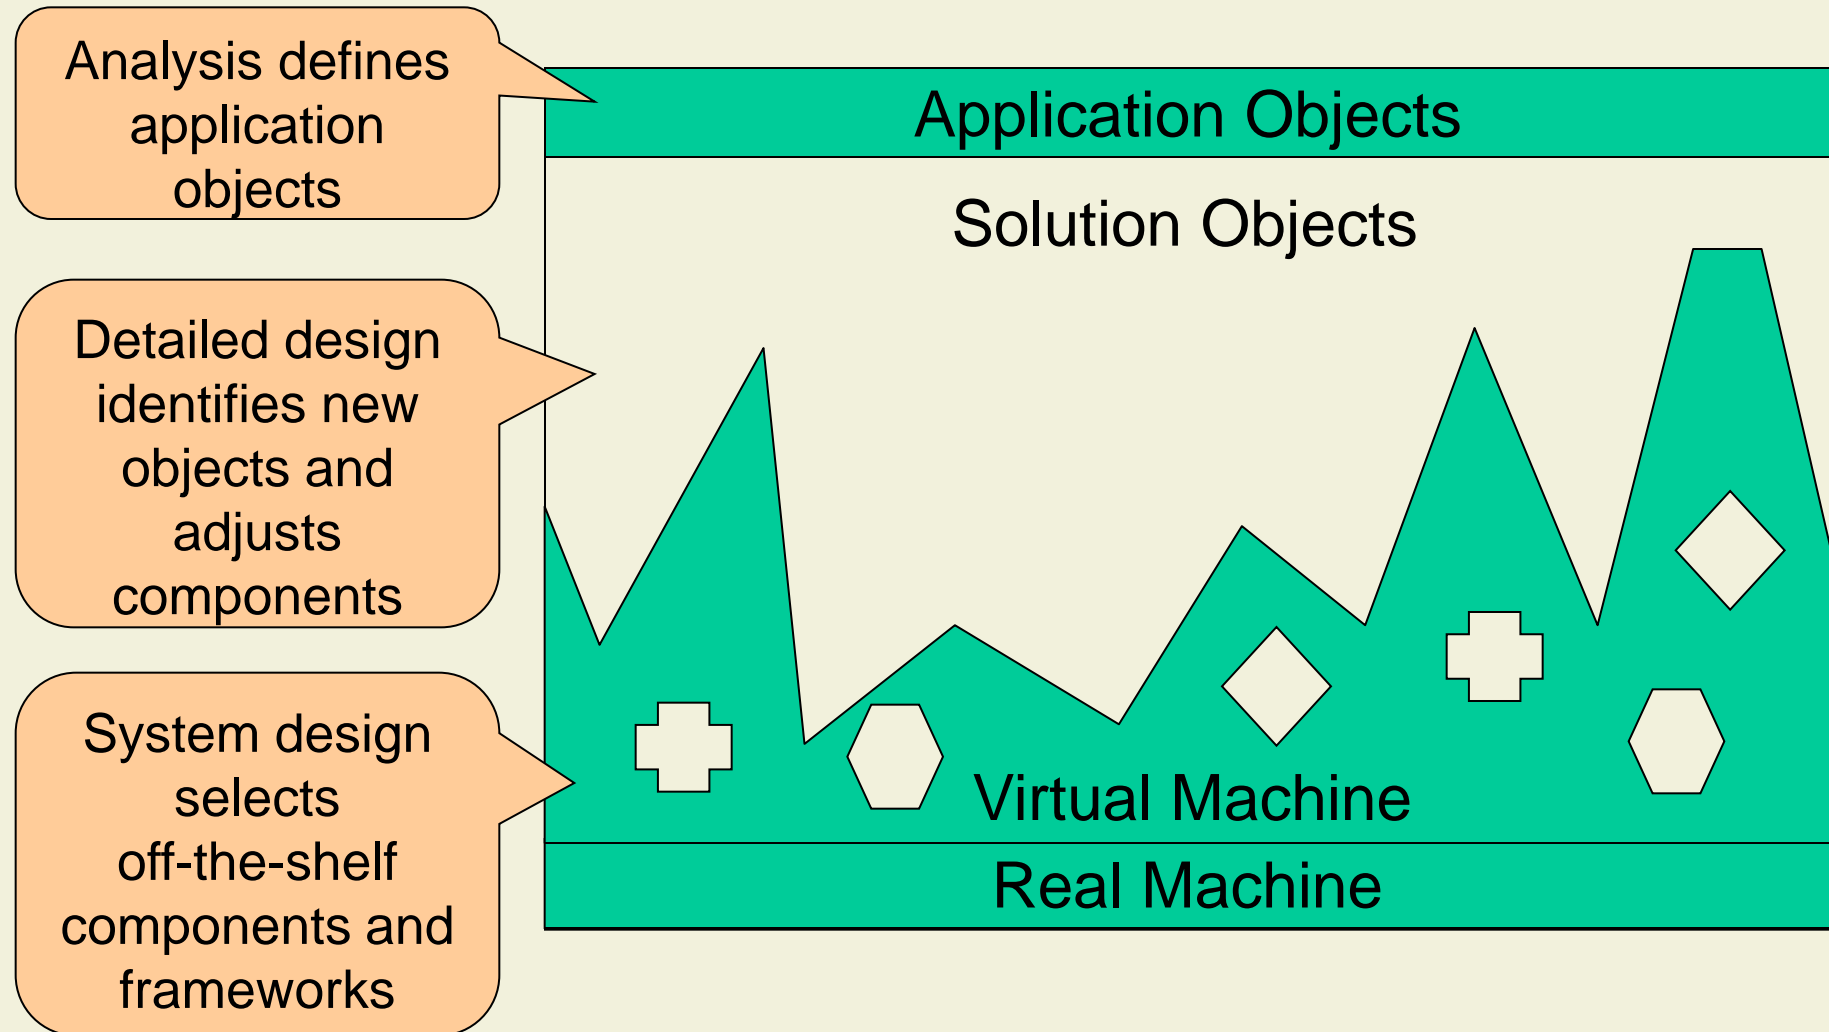 Analysis defines
application
objects
Application Objects
Solution Objects
Detailed design
identifies new
objects and
adjusts
components
System design
selects
off-the-shelf
components and
frameworks
Virtual Machine
Real Machine